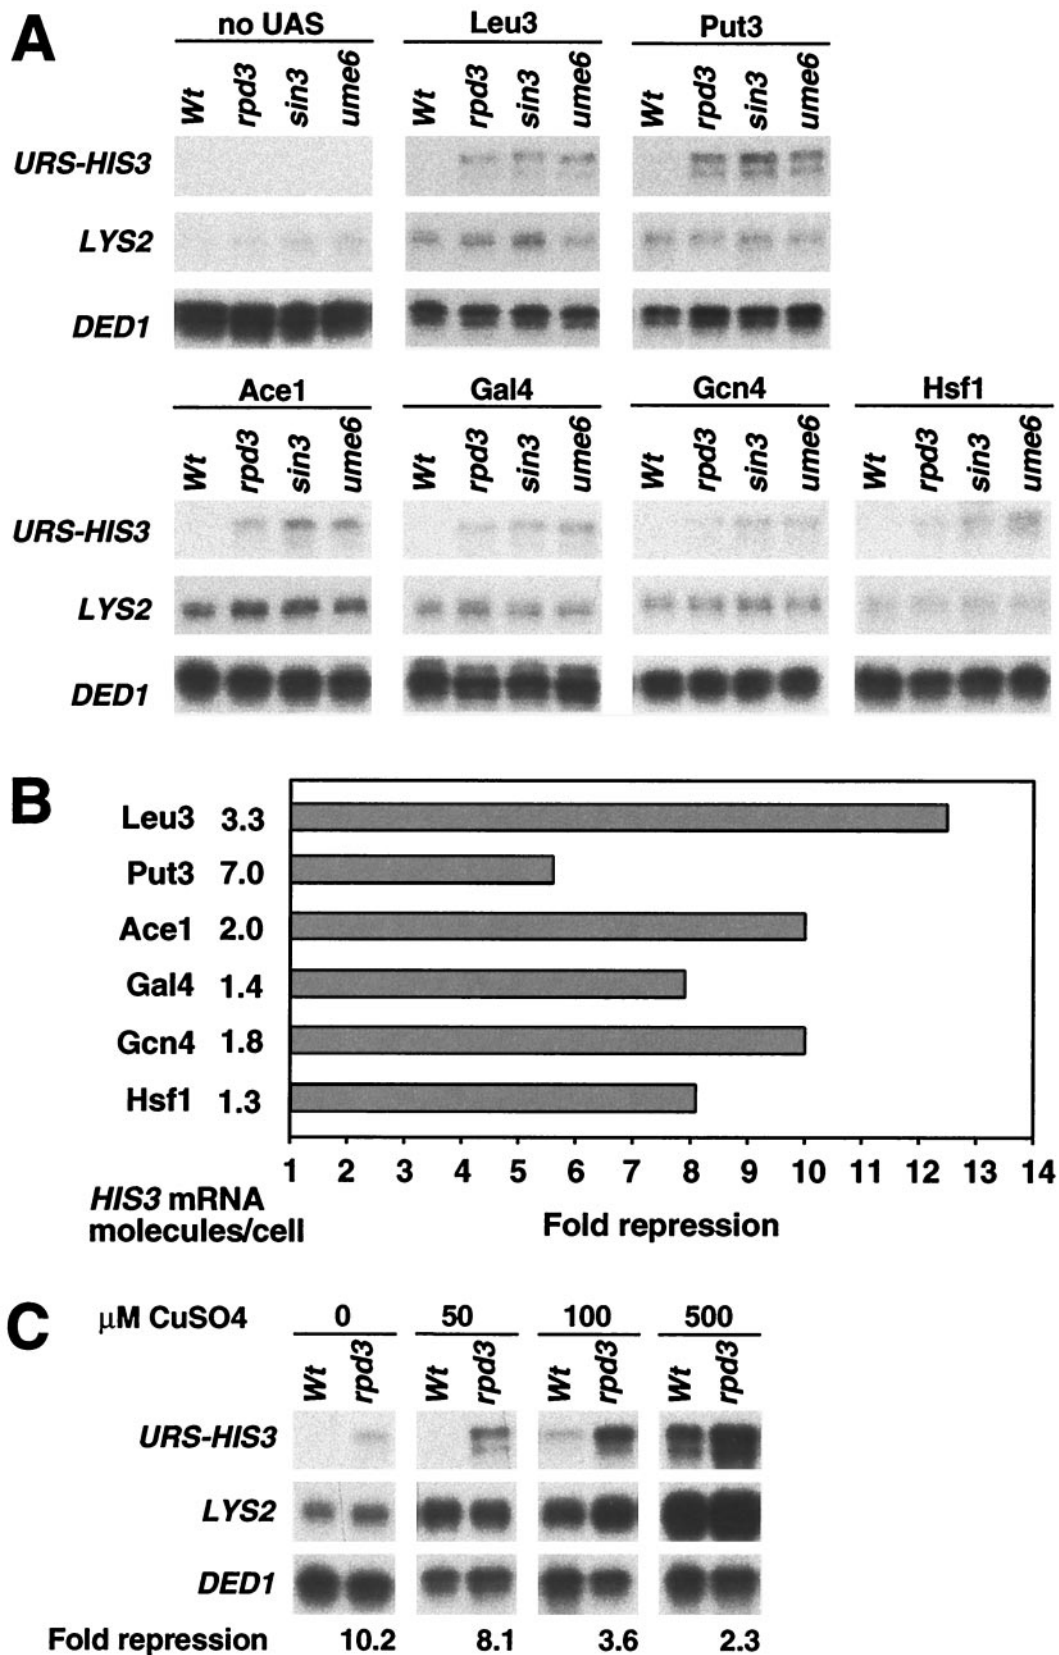 A
no UAS Leu3 Put3
Wt rpd3 sin3 ume6 Wt rpd3 sin3 ume6 Wt rpd3 sin3 ume6
URS-HIS3
LYS2
DED1
Ace1 Gal4 Gcn4 Hsf1
Wt rpd3 sin3 ume6 Wt rpd3 sin3 ume6 Wt rpd3 sin3 ume6 Wt rpd3 sin3 ume6
URS-HIS3
LYS2
DED1
B
Leu3 3.3
Put3 7.0
Ace1 2.0
Gal4 1.4
Gcn4 1.8
Hsf1 1.3
1 2 3 4 5 6 7 8 9 10 11 12 13 14
HIS3 mRNA
molecules/cell
Fold repression
C
μM CuSO4 0 50 100 500
Wt rpd3 Wt rpd3 Wt rpd3 Wt rpd3
URS-HIS3
LYS2
DED1
Fold repression 10.2 8.1 3.6 2.3